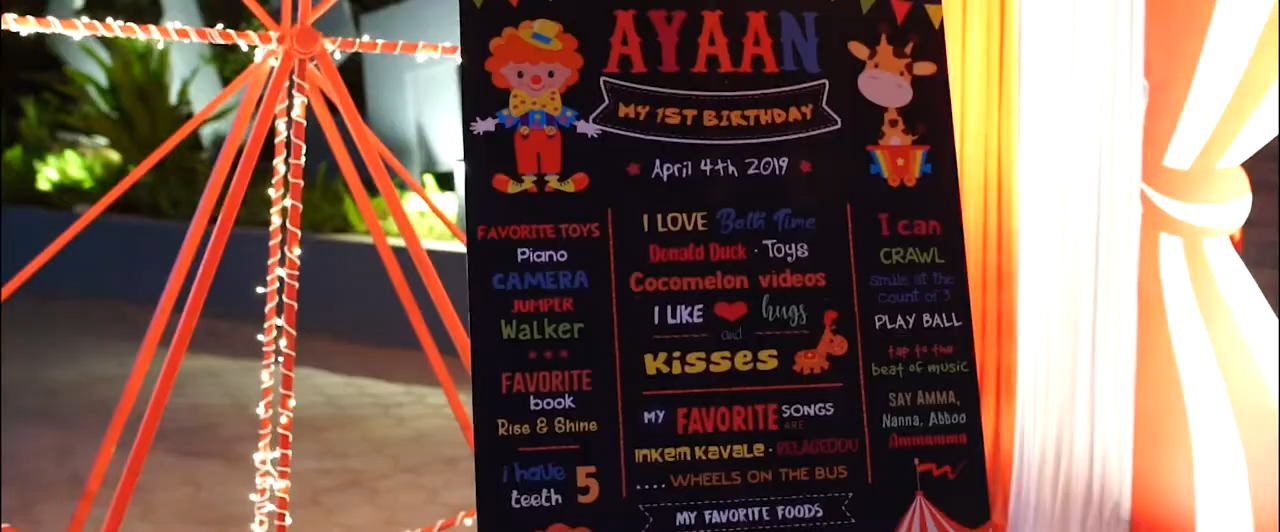 AYAAN
MY 1ST BIRTHDAY
April 4th 2019
FAVORITE TOYS
Piano
CAMERA
JUMPER
Walker
FAVORITE
book
Rise & Shine
i have
teeth 5
I LOVE Bath Time
Donald Duck · Toys
Cocomelon videos
I LIKE hugs
and
Kisses
MY FAVORITE SONGS
ARE
INKEM KAVALE · RELAGEDDU
.... WHEELS ON THE BUS
MY FAVORITE FOODS
I can
CRAWL
smile at the
count of 3
PLAY BALL
tap to the
beat of music
SAY AMMA,
Nanna, Abboo
Ammamma